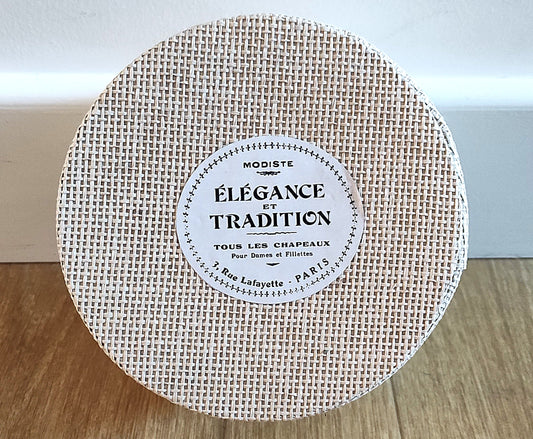 MODISTE
ÉLÉGANCE
ET
TRADITION
TOUS LES CHAPEAUX
Pour Dames et Fillettes
7, Rue Lafayette - PARIS